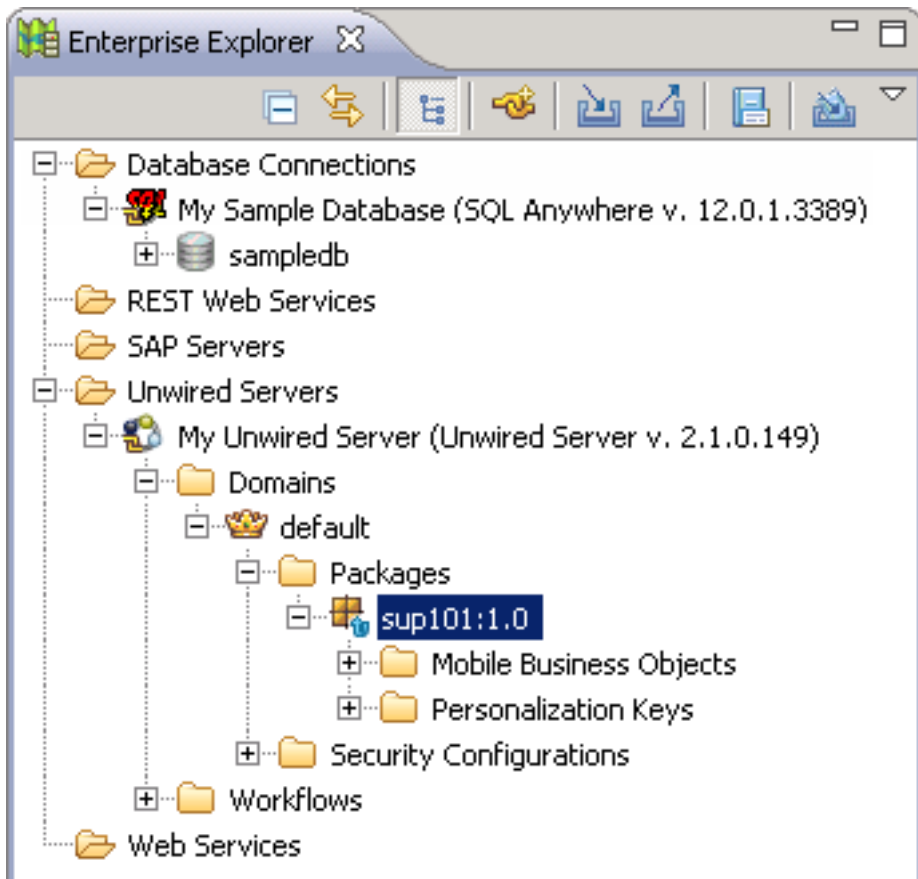 Enterprise Explorer
Database Connections
My Sample Database (SQL Anywhere v. 12.0.1.3389)
sampledb
REST Web Services
SAP Servers
Unwired Servers
My Unwired Server (Unwired Server v. 2.1.0.149)
Domains
default
Packages
sup101:1.0
Mobile Business Objects
Personalization Keys
Security Configurations
Workflows
Web Services